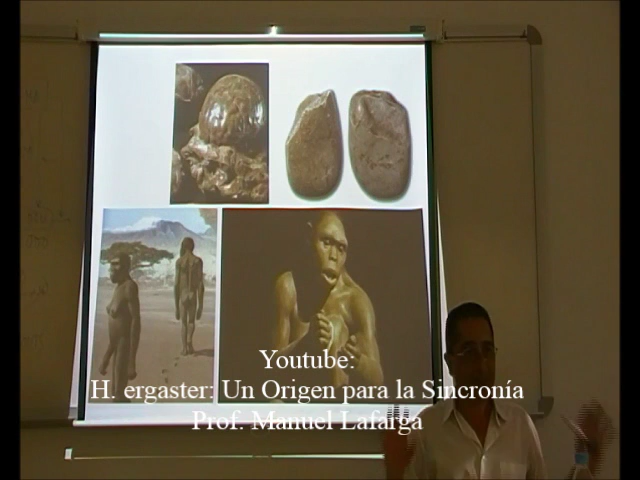 Youtube:
H. ergaster: Un Origen para la Sincronía
Prof. Manuel Lafarga